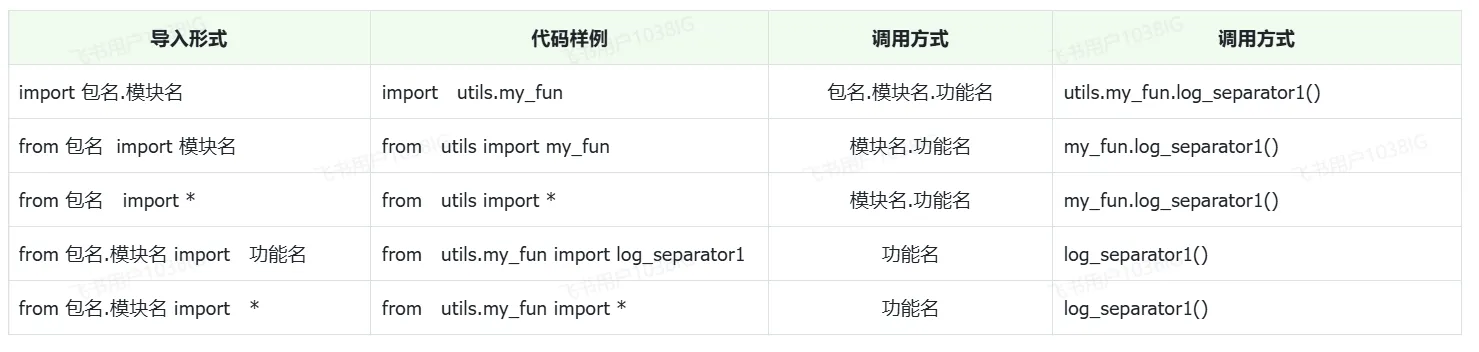 导入形式 代码样例 调用方式 调用方式
import 包名.模块名 import utils.my_fun 包名.模块名.功能名 utils.my_fun.log_separator1()
from 包名 import 模块名 from utils import my_fun 模块名.功能名 my_fun.log_separator1()
from 包名 import * from utils import * 模块名.功能名 my_fun.log_separator1()
from 包名.模块名 import 功能名 from utils.my_fun import log_separator1 功能名 log_separator1()
from 包名.模块名 import * from utils.my_fun import * 功能名 log_separator1()